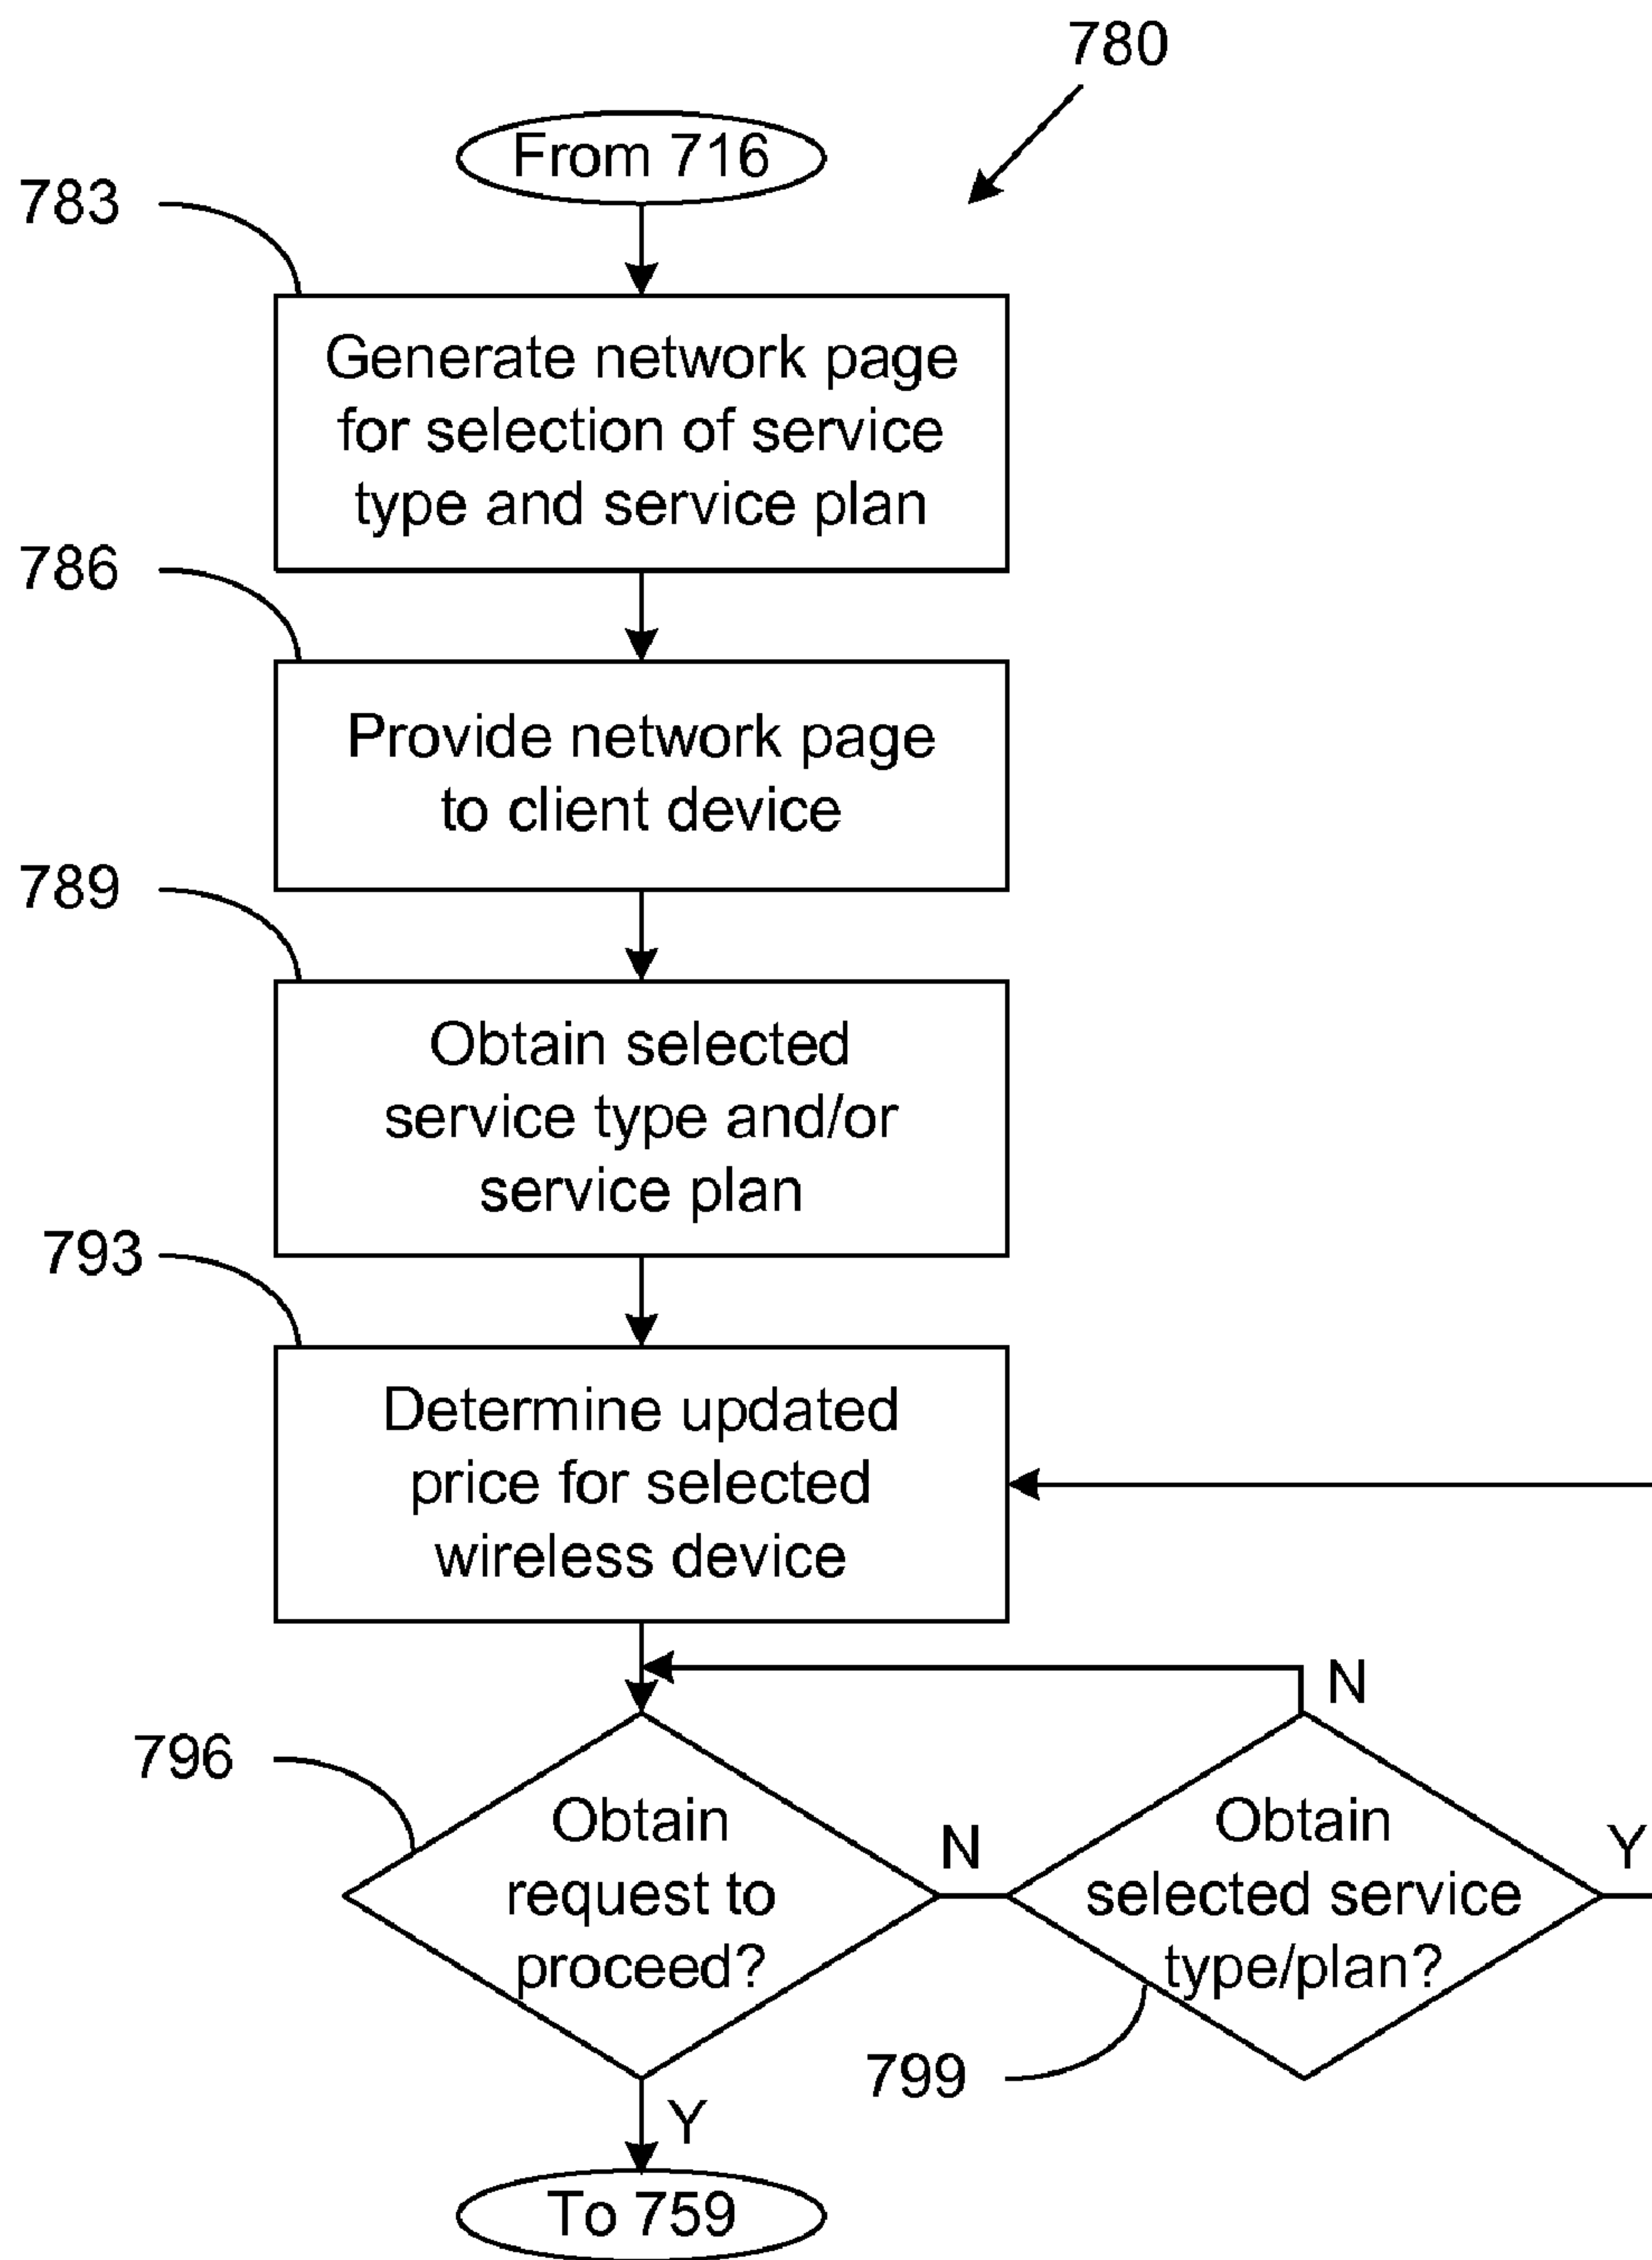 780
From 716
783
Generate network page
for selection of service
type and service plan
786
Provide network page
to client device
789
Obtain selected
service type and/or
service plan
793
Determine updated
price for selected
wireless device
N
796
Obtain
request to
proceed?
N
Obtain
selected service
type/plan?
Y
799
Y
To 759